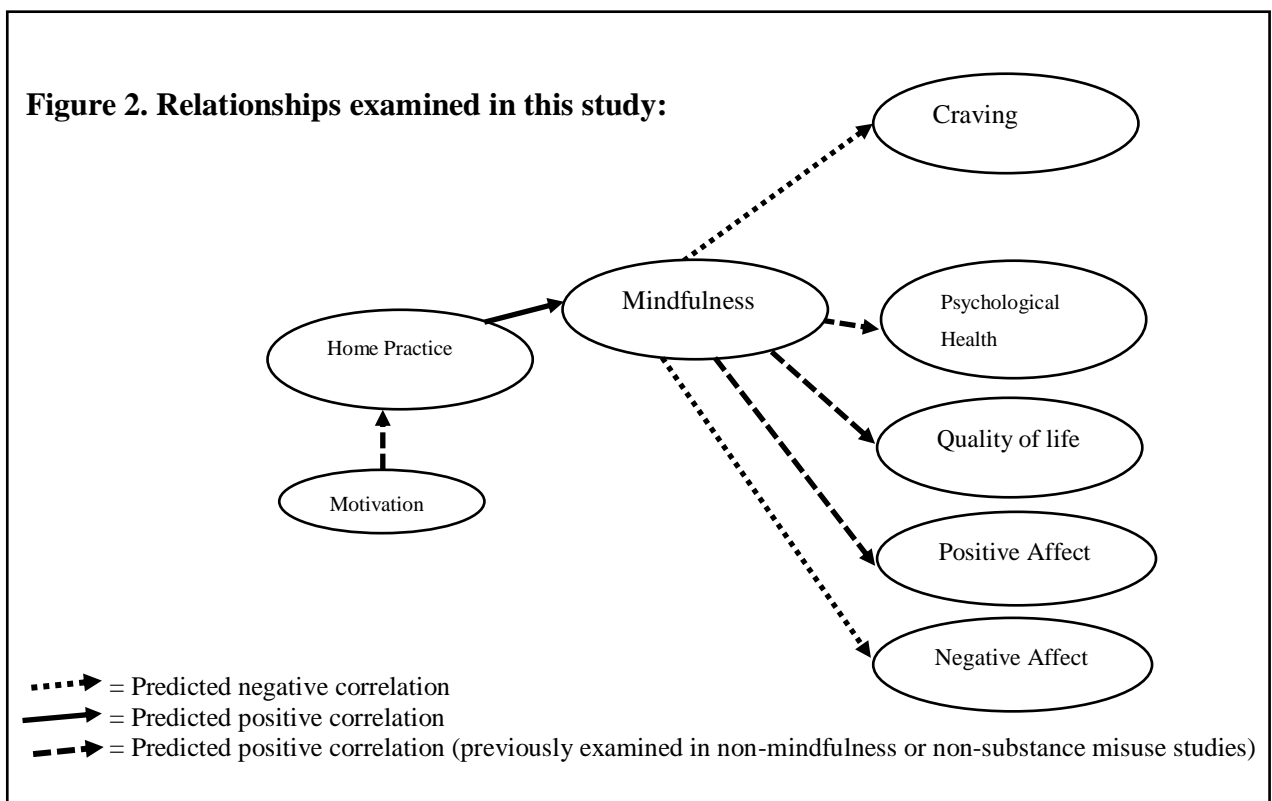 Figure 2. Relationships examined in this study:
Craving
Mindfulness
Psychological
Health
Home Practice
Quality of life
Motivation
Positive Affect
Negative Affect
= Predicted negative correlation
= Predicted positive correlation
= Predicted positive correlation (previously examined in non-mindfulness or non-substance misuse studies)